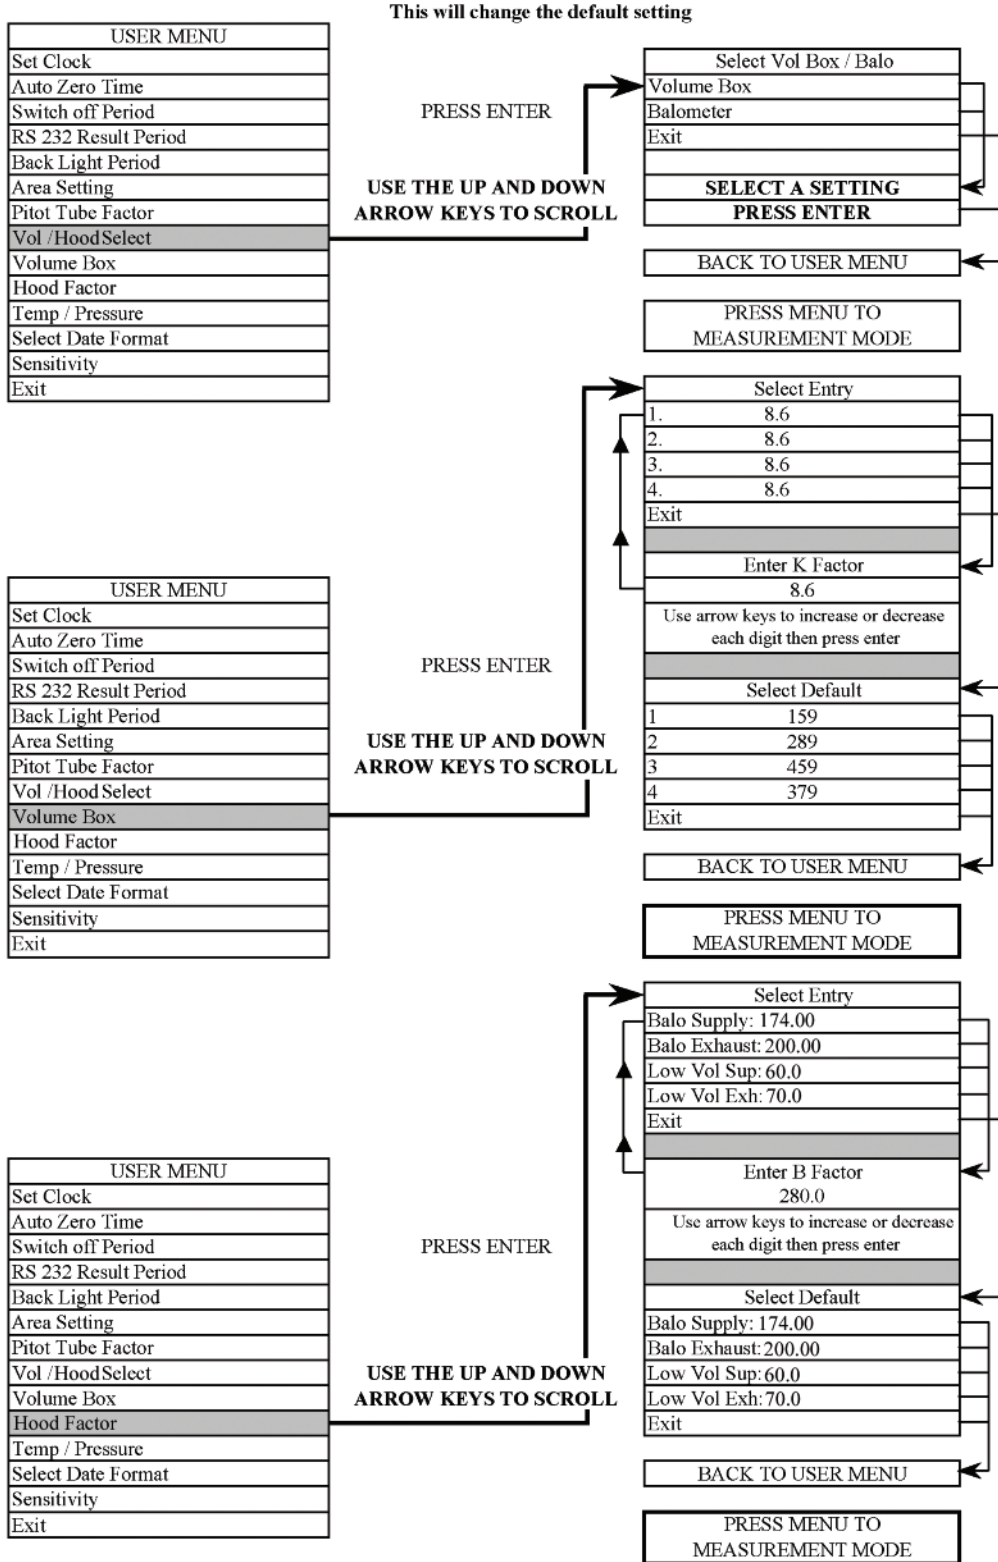 This will change the default setting
USER MENU
Set Clock
Auto Zero Time
Switch off Period
RS 232 Result Period
Back Light Period
Area Setting
Pitot Tube Factor
Vol /HoodSelect
Volume Box
Hood Factor
Temp / Pressure
Select Date Format
Sensitivity
Exit
PRESS ENTER
USE THE UP AND DOWN
ARROW KEYS TO SCROLL
Select Vol Box / Balo
Volume Box
Balometer
Exit
SELECT A SETTING
PRESS ENTER
BACK TO USER MENU
PRESS MENU TO
MEASUREMENT MODE
USER MENU
Set Clock
Auto Zero Time
Switch off Period
RS 232 Result Period
Back Light Period
Area Setting
Pitot Tube Factor
Vol /Hood Select
Volume Box
Hood Factor
Temp / Pressure
Select Date Format
Sensitivity
Exit
PRESS ENTER
USE THE UP AND DOWN
ARROW KEYS TO SCROLL
Select Entry
1. 8.6
2. 8.6
3. 8.6
4. 8.6
Exit
Enter K Factor
8.6
Use arrow keys to increase or decrease
each digit then press enter
Select Default
1 159
2 289
3 459
4 379
Exit
BACK TO USER MENU
PRESS MENU TO
MEASUREMENT MODE
USER MENU
Set Clock
Auto Zero Time
Switch off Period
RS 232 Result Period
Back Light Period
Area Setting
Pitot Tube Factor
Vol /HoodSelect
Volume Box
Hood Factor
Temp / Pressure
Select Date Format
Sensitivity
Exit
PRESS ENTER
USE THE UP AND DOWN
ARROW KEYS TO SCROLL
Select Entry
Balo Supply: 174.00
Balo Exhaust: 200.00
Low Vol Sup: 60.0
Low Vol Exh: 70.0
Exit
Enter B Factor
280.0
Use arrow keys to increase or decrease
each digit then press enter
Select Default
Balo Supply: 174.00
Balo Exhaust: 200.00
Low Vol Sup: 60.0
Low Vol Exh: 70.0
Exit
BACK TO USER MENU
PRESS MENU TO
MEASUREMENT MODE